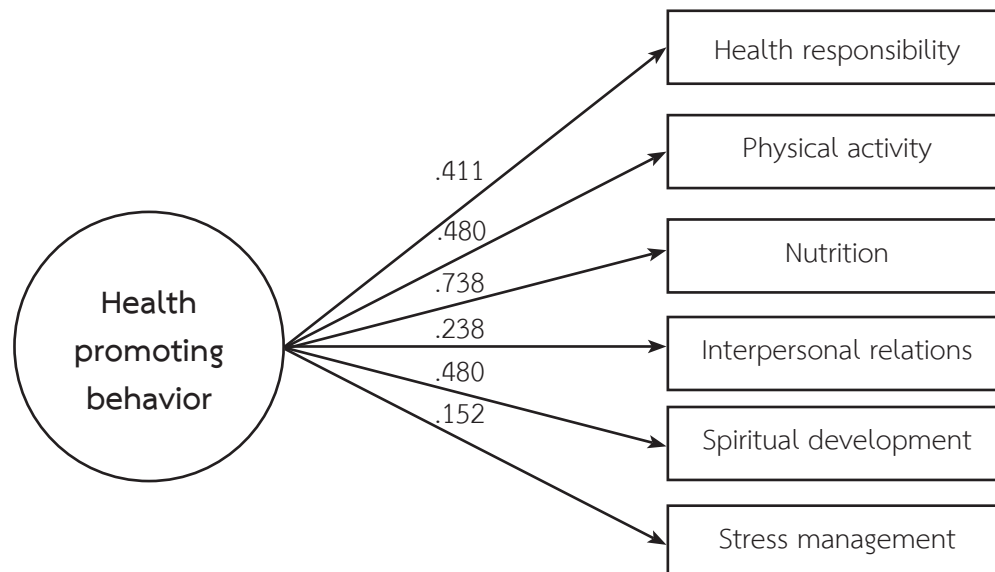 Health responsibility
Physical activity
.411
.480
Nutrition
.738
Health
promoting
behavior
.238
Interpersonal relations
.480
.152
Spiritual development
Stress management